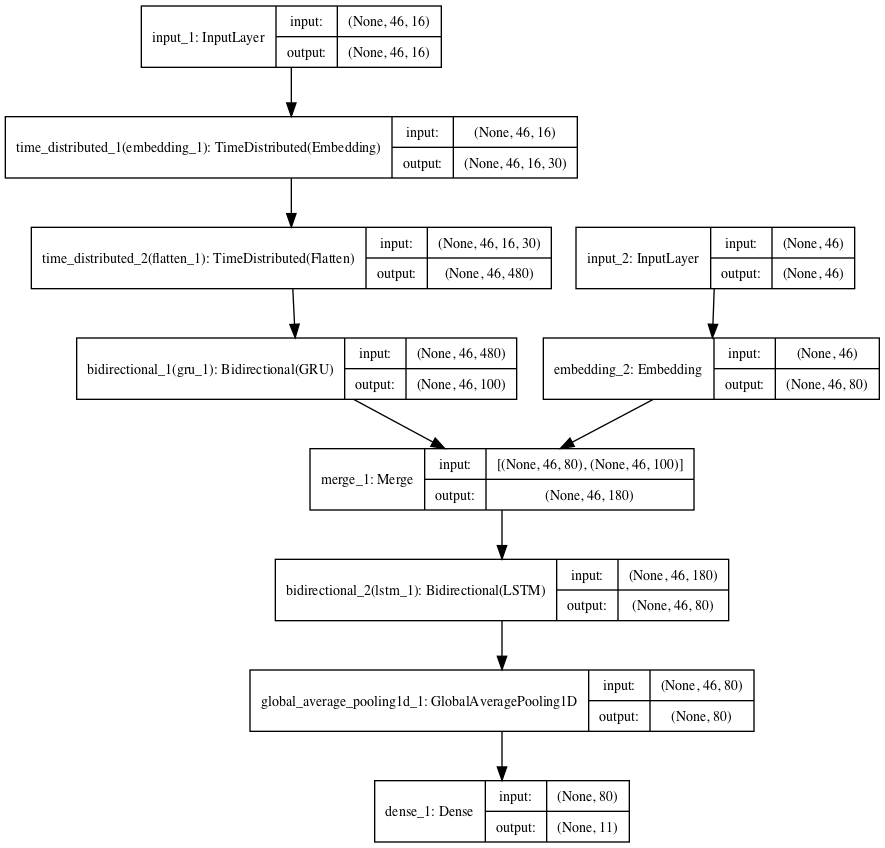 input_1: InputLayer
input:
(None, 46, 16)
output:
(None, 46, 16)
time_distributed_1(embedding_1): TimeDistributed(Embedding)
input:
(None, 46, 16)
output:
(None, 46, 16, 30)
time_distributed_2(flatten_1): TimeDistributed(Flatten)
input:
(None, 46, 16, 30)
output:
(None, 46, 480)
input_2: InputLayer
input:
(None, 46)
output:
(None, 46)
bidirectional_1(gru_1): Bidirectional(GRU)
input:
(None, 46, 480)
output:
(None, 46, 100)
embedding_2: Embedding
input:
(None, 46)
output:
(None, 46, 80)
merge_1: Merge
input:
[(None, 46, 80), (None, 46, 100)]
output:
(None, 46, 180)
bidirectional_2(lstm_1): Bidirectional(LSTM)
input:
(None, 46, 180)
output:
(None, 46, 80)
global_average_pooling1d_1: GlobalAveragePooling1D
input:
(None, 46, 80)
output:
(None, 80)
dense_1: Dense
input:
(None, 80)
output:
(None, 11)